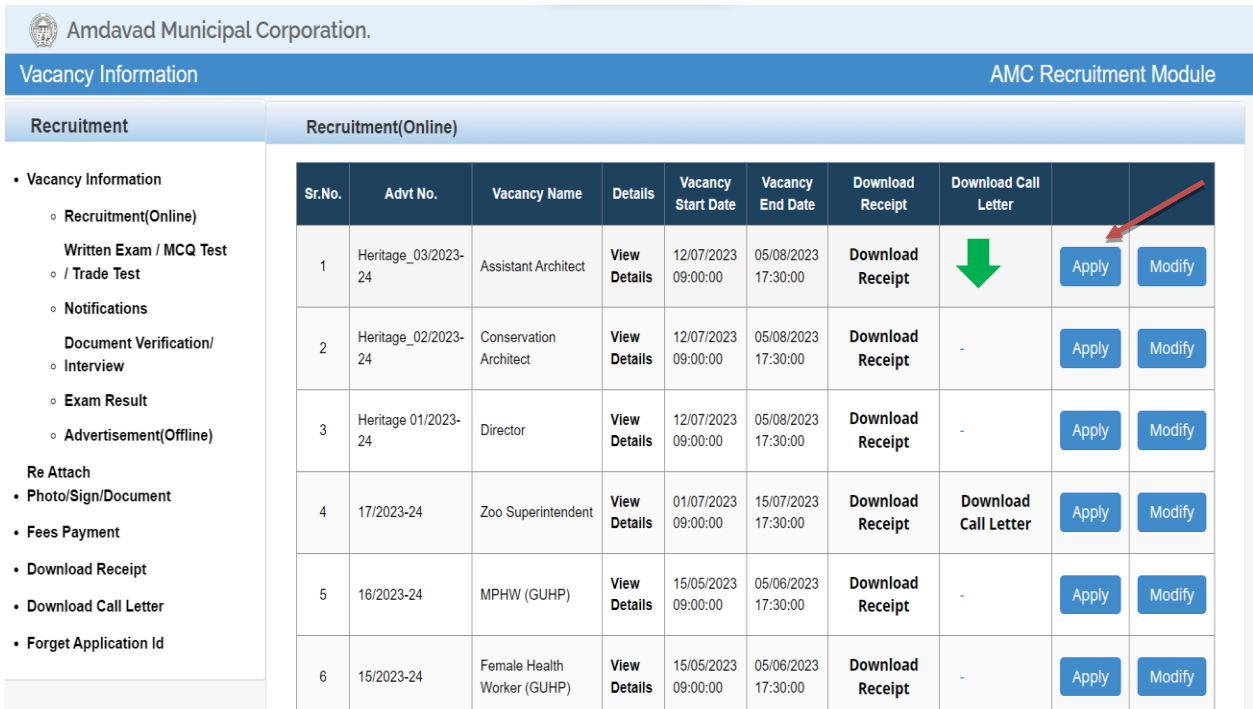 Amdavad Municipal Corporation.
Vacancy Information
AMC Recruitment Module
Recruitment
• Vacancy Information
Recruitment(Online)
Written Exam / MCQ Test
/ Trade Test
Notifications
Document Verification/
Interview
Exam Result
Advertisement(Offline)
Re Attach
• Photo/Sign/Document
• Fees Payment
• Download Receipt
• Download Call Letter
• Forget Application Id
Recruitment(Online)
Sr.No. Advt No. Vacancy Name Details Vacancy Start Date Vacancy End Date Download Receipt Download Call Letter
1 Heritage_03/2023-24 Assistant Architect View Details 12/07/2023 09:00:00 05/08/2023 17:30:00 Download Receipt Apply Modify
2 Heritage_02/2023-24 Conservation Architect View Details 12/07/2023 09:00:00 05/08/2023 17:30:00 Download Receipt - Apply Modify
3 Heritage 01/2023-24 Director View Details 12/07/2023 09:00:00 05/08/2023 17:30:00 Download Receipt - Apply Modify
4 17/2023-24 Zoo Superintendent View Details 01/07/2023 09:00:00 15/07/2023 17:30:00 Download Receipt Download Call Letter Apply Modify
5 16/2023-24 MPHW (GUHP) View Details 15/05/2023 09:00:00 05/06/2023 17:30:00 Download Receipt - Apply Modify
6 15/2023-24 Female Health Worker (GUHP) View Details 15/05/2023 09:00:00 05/06/2023 17:30:00 Download Receipt - Apply Modify